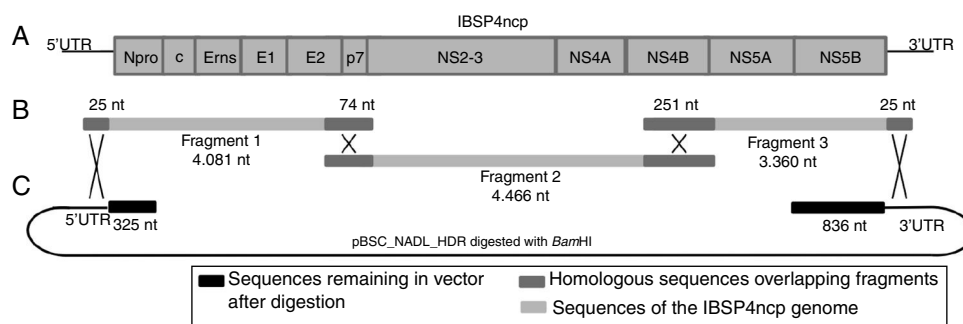 IBSP4ncp
A
5'UTR
3'UTR
Npro c Erns E1 E2 p7 NS2-3 NS4A NS4B NS5A NS5B
B
25 nt 74 nt 251 nt 25 nt
Fragment 1
4.081 nt
Fragment 3
3.360 nt
Fragment 2
4.466 nt
C
5'UTR
325 nt
836 nt
3'UTR
pBSC_NADL_HDR digested with BamHI
Sequences remaining in vector
after digestion
Homologous sequences overlapping fragments
Sequences of the IBSP4ncp genome